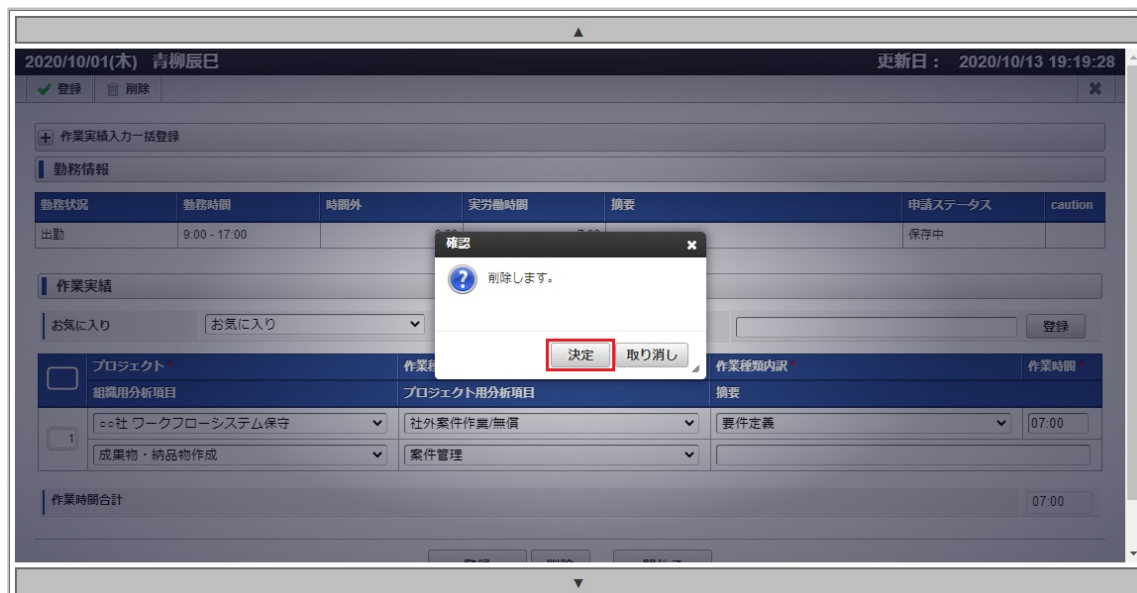 ▲
2020/10/01(木) 青柳辰巳 更新日： 2020/10/13 19:19:28
登録 削除
作業実績入力一括登録
勤務情報
勤務状況 勤務時間 時間外 実労働時間 摘要 申請ステータス caution
出勤 9:00 - 17:00 保存中
確認
削除します。
決定 取り消し
作業実績
お気に入り お気に入り 登録
プロジェクト* 作業種類内訳* 作業時間*
組織用分析項目 プロジェクト用分析項目 摘要
1 ○○社 ワークフローシステム保守 社外案件作業/無償 要件定義 07:00
成果物・納品物作成 案件管理
作業時間合計 07:00
▼